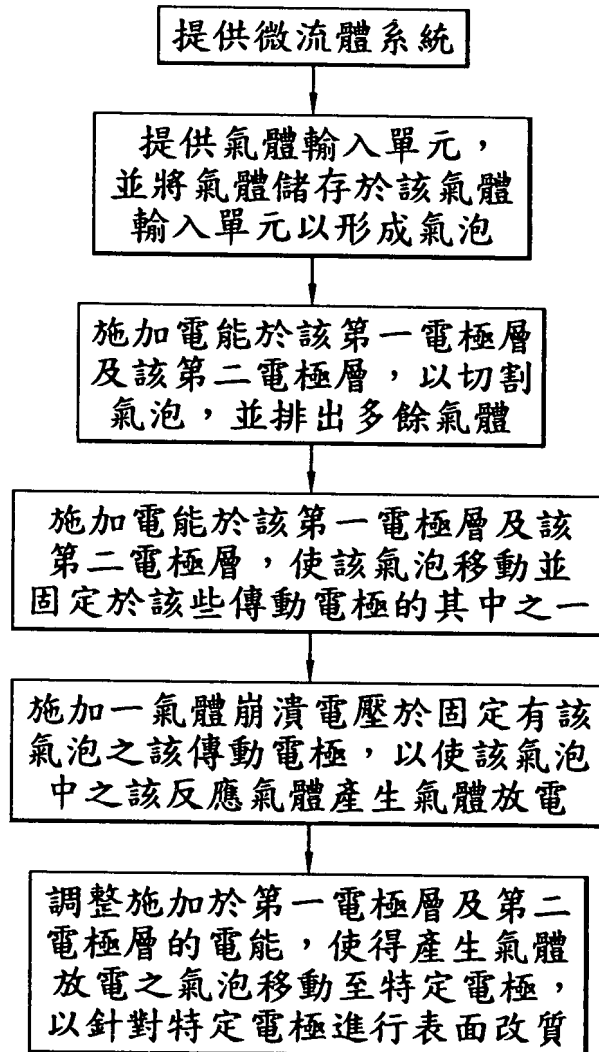 提供微流體系統
提供氣體輸入單元，
並將氣體儲存於該氣體
輸入單元以形成氣泡
施加電能於該第一電極層
及該第二電極層，以切割
氣泡，並排出多餘氣體
施加電能於該第一電極層及該
第二電極層，使該氣泡移動並
固定於該些傳動電極的其中之一
施加一氣體崩潰電壓於固定有該
氣泡之該傳動電極，以使該氣泡
中之該反應氣體產生氣體放電
調整施加於第一電極層及第二
電極層的電能，使得產生氣體
放電之氣泡移動至特定電極，
以針對特定電極進行表面改質